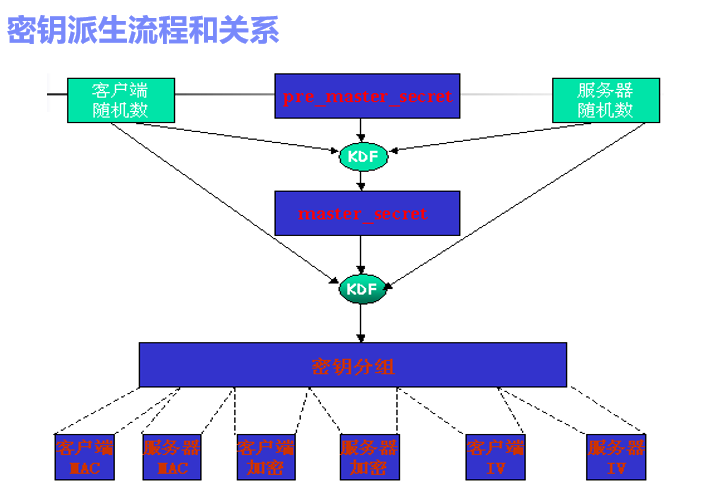 密钥派生流程和关系
客户端
随机数
pre_master_secret
服务器
随机数
KDF
master_secret
KDF
密钥分组
客户端
MAC
服务器
MAC
客户端
加密
服务器
加密
客户端
IV
服务器
IV